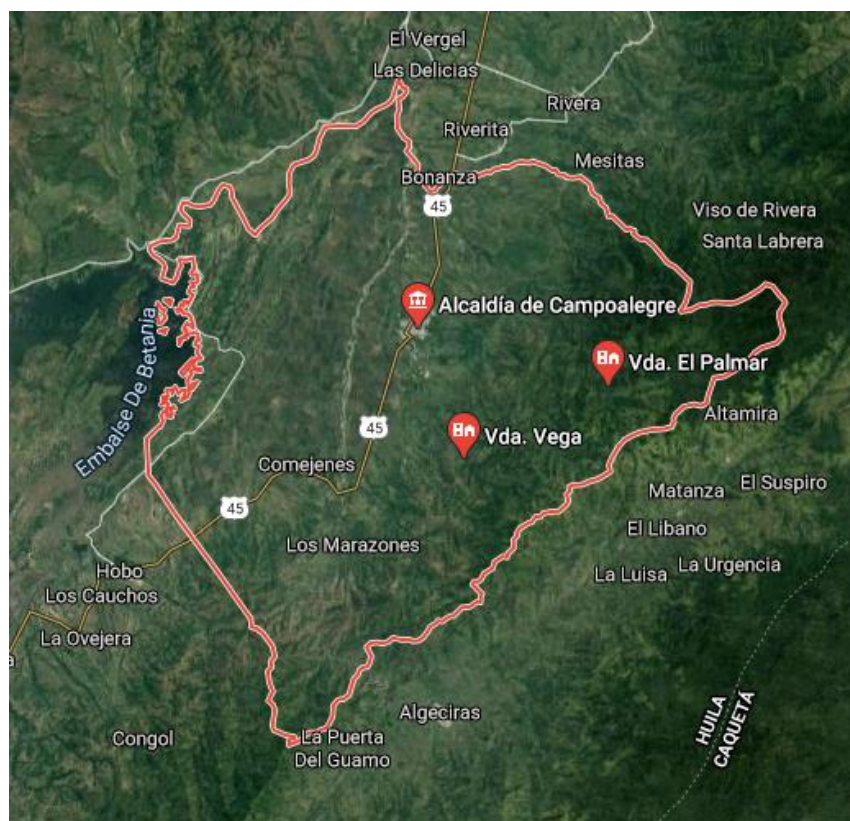 El Vergel
Las Delicias
Rivera
Riverita
Mesitas
Bonanza
45
Viso de Rivera
Santa Labrera
Alcaldía de Campoalegre
Embalse De Betania
Vda. El Palmar
Altamira
45
Vda. Vega
Comejenes
El Suspiro
Matanza
45
El Libano
Los Marazones
La Urgencia
La Luisa
Hobo
Los Cauchos
La Ovejera
a
HUILA
CAQUETÁ
Algeciras
Congol
La Puerta
Del Guamo